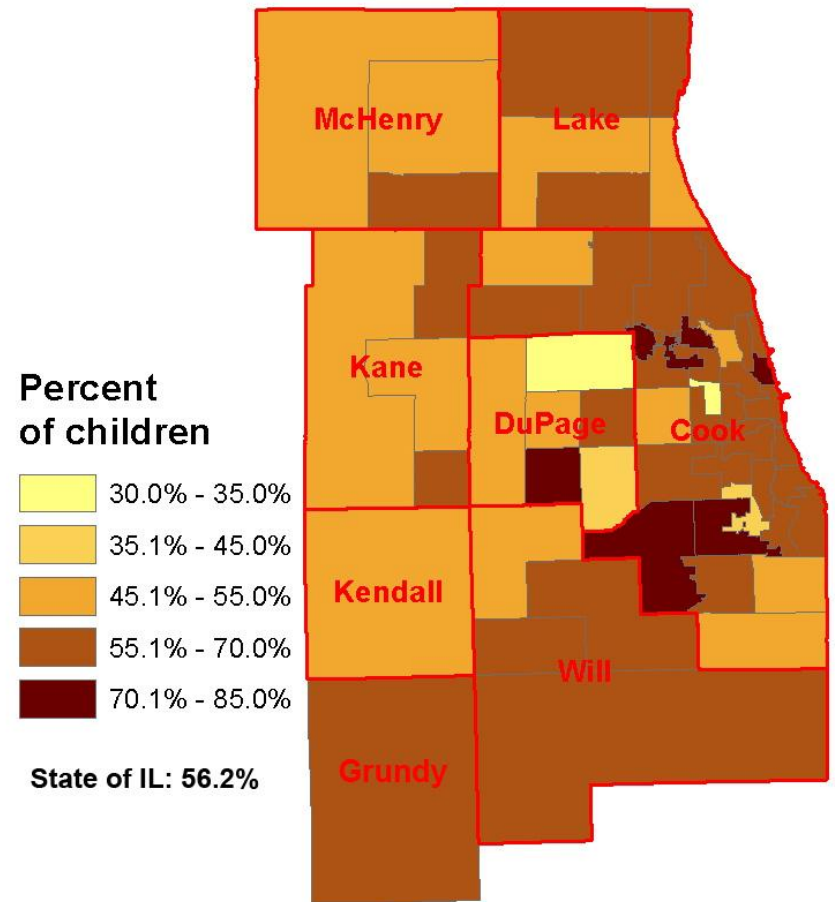 McHenry
Lake
Kane
Percent
of children
DuPage
Cook
30.0% - 35.0%
35.1% - 45.0%
45.1% - 55.0%
55.1% - 70.0%
70.1% - 85.0%
Kendall
Will
State of IL: 56.2%
Grundy